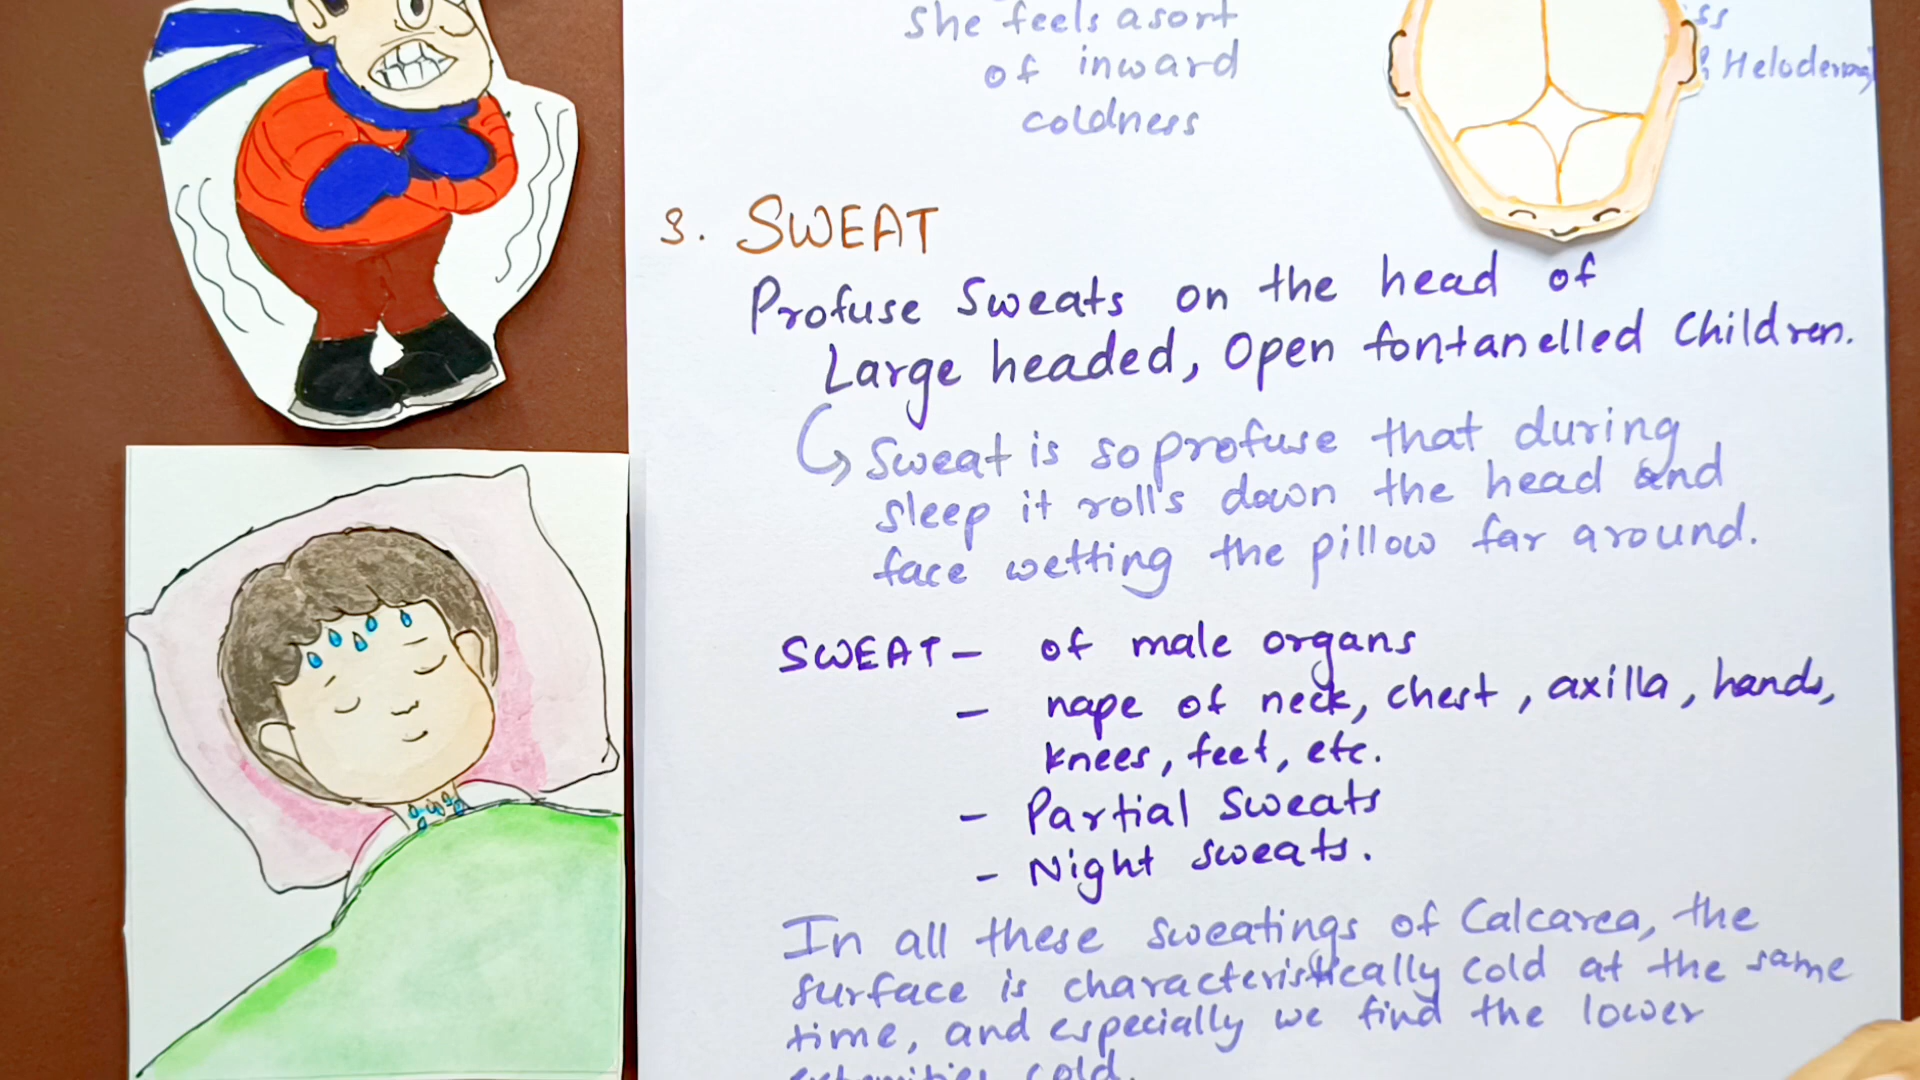 she feels a sort
of inward
coldness
ss
Heloderma
3. SWEAT
Profuse Sweats on the head of
Large headed, Open fontanelled Children.
Sweat is so profuse that during
sleep it roll's down the head and
face wetting the pillow far around.
SWEAT - of male organs
- nape of neck, chest, axilla, hands,
knees, feet, etc.
- Partial Sweats
- Night sweats.
In all these sweatings of Calcarea, the
surface is characteristically cold at the same
time, and especially we find the lower
extremities cold.